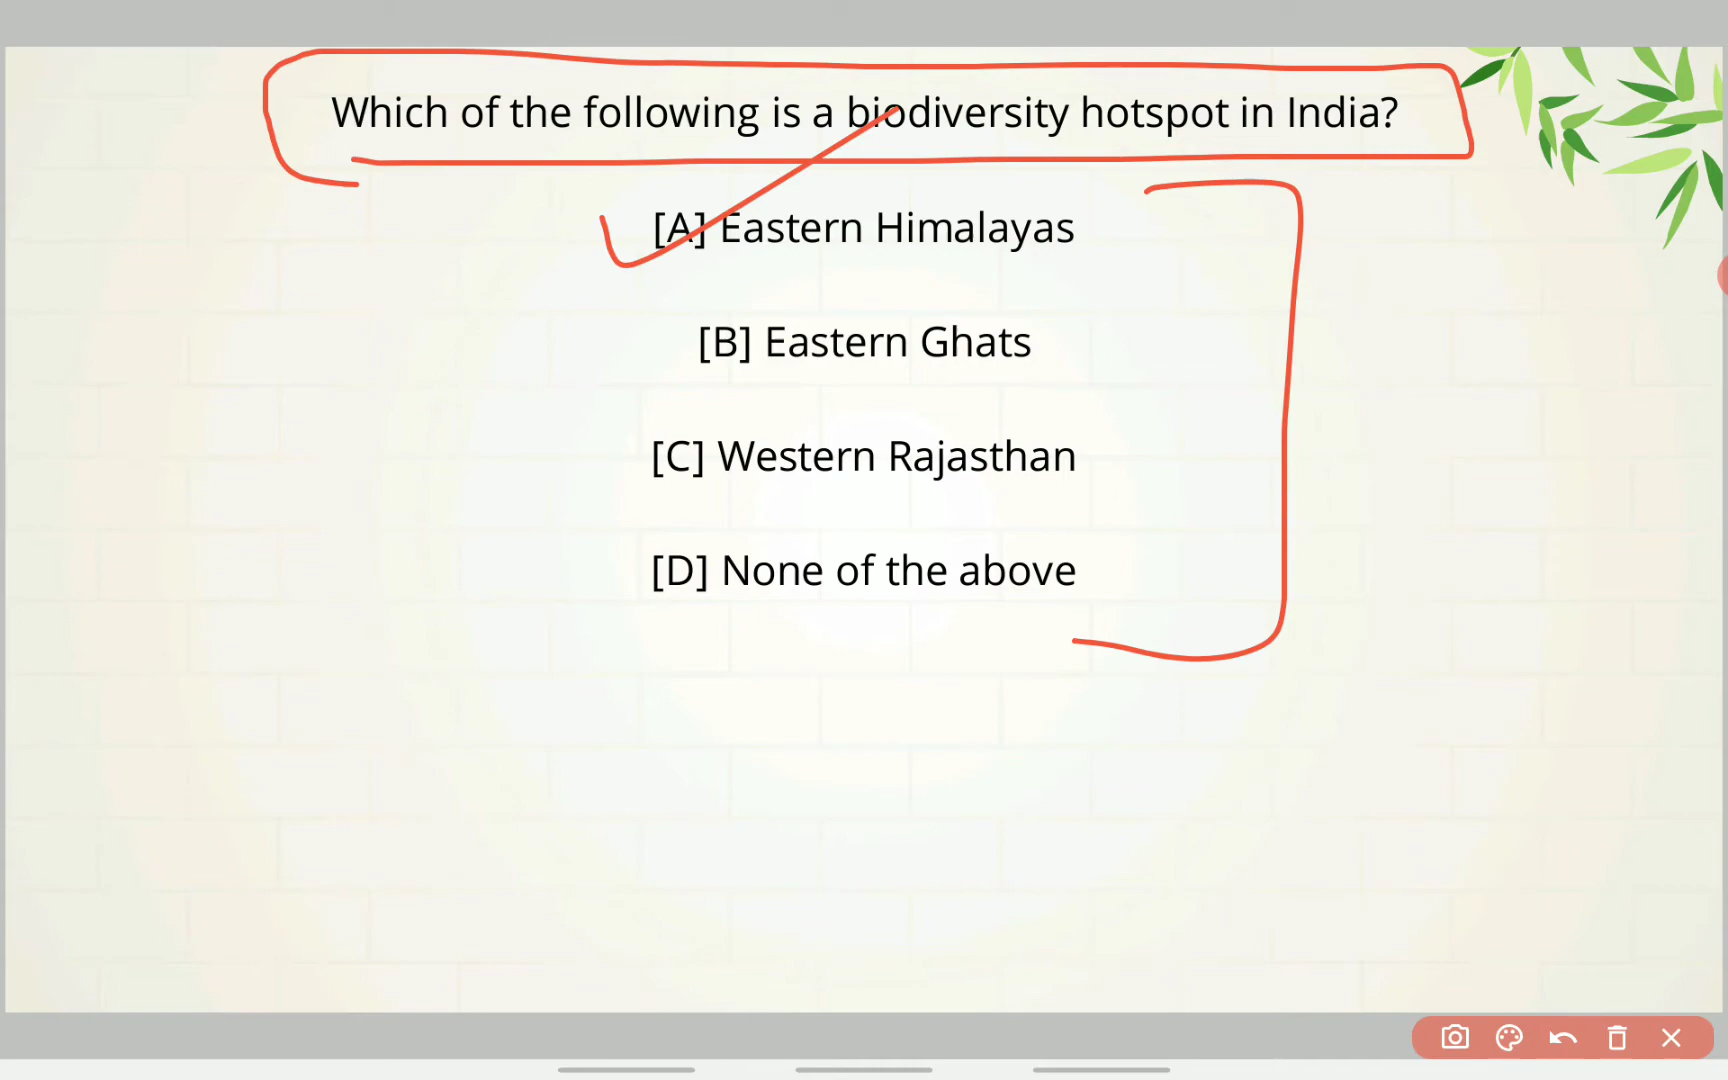 Which of the following is a biodiversity hotspot in India?
[A] Eastern Himalayas
[B] Eastern Ghats
[C] Western Rajasthan
[D] None of the above